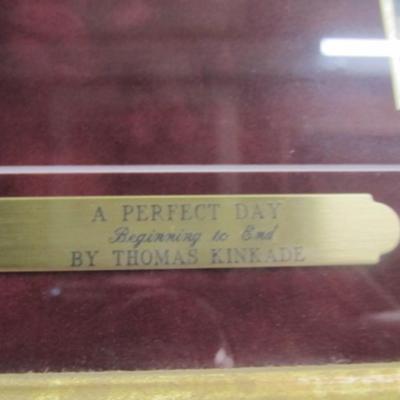 A PERFECT DAY
Beginning to End
BY THOMAS KINKADE